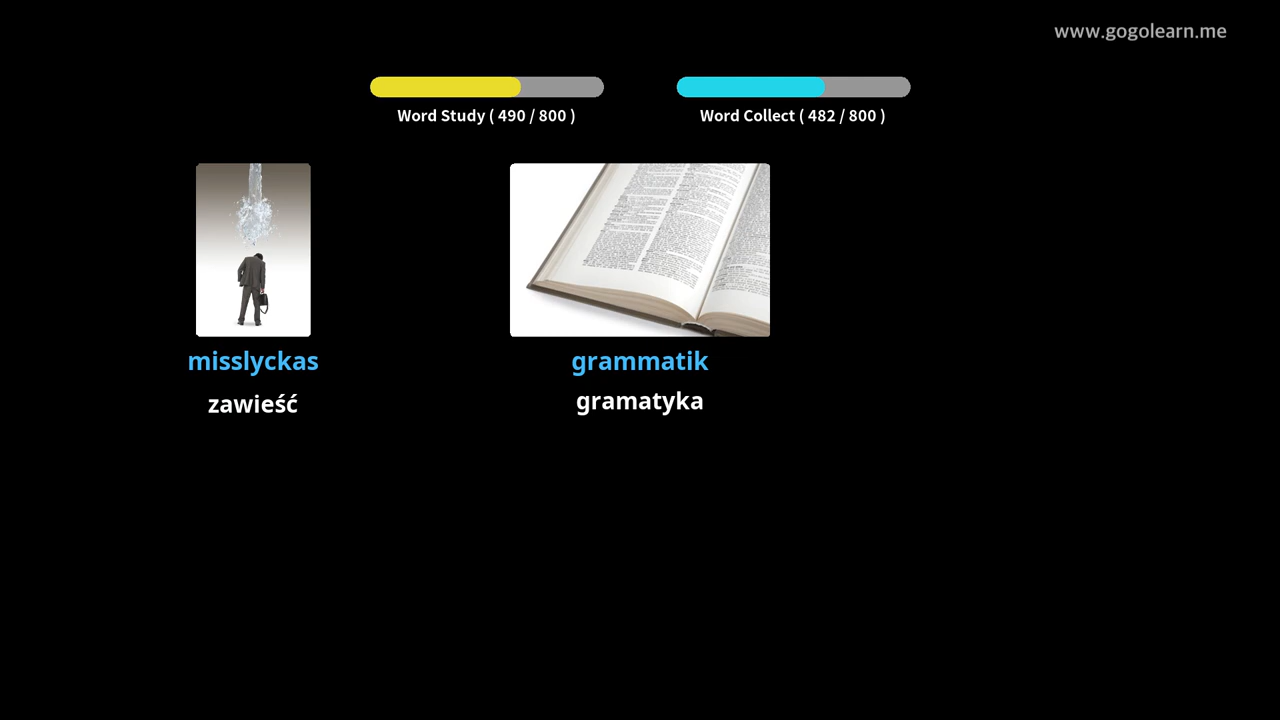 www.gogolearn.me
Word Study ( 490 / 800 )
Word Collect ( 482 / 800 )
misslyckas
grammatik
zawieść
gramatyka